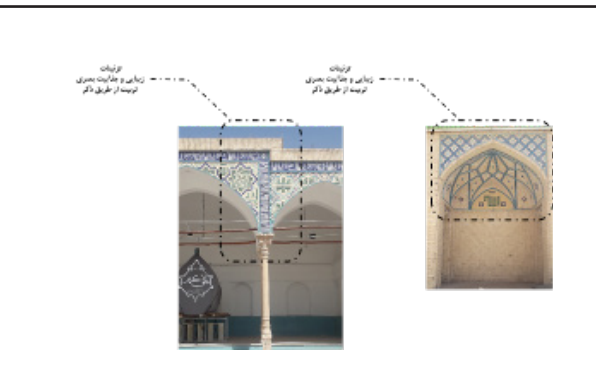 تزئینات
زیبایی و جذابیت بصری
تربیت از طریق ذکر
تزئینات
زیبایی و جذابیت بصری
تربیت از طریق ذکر